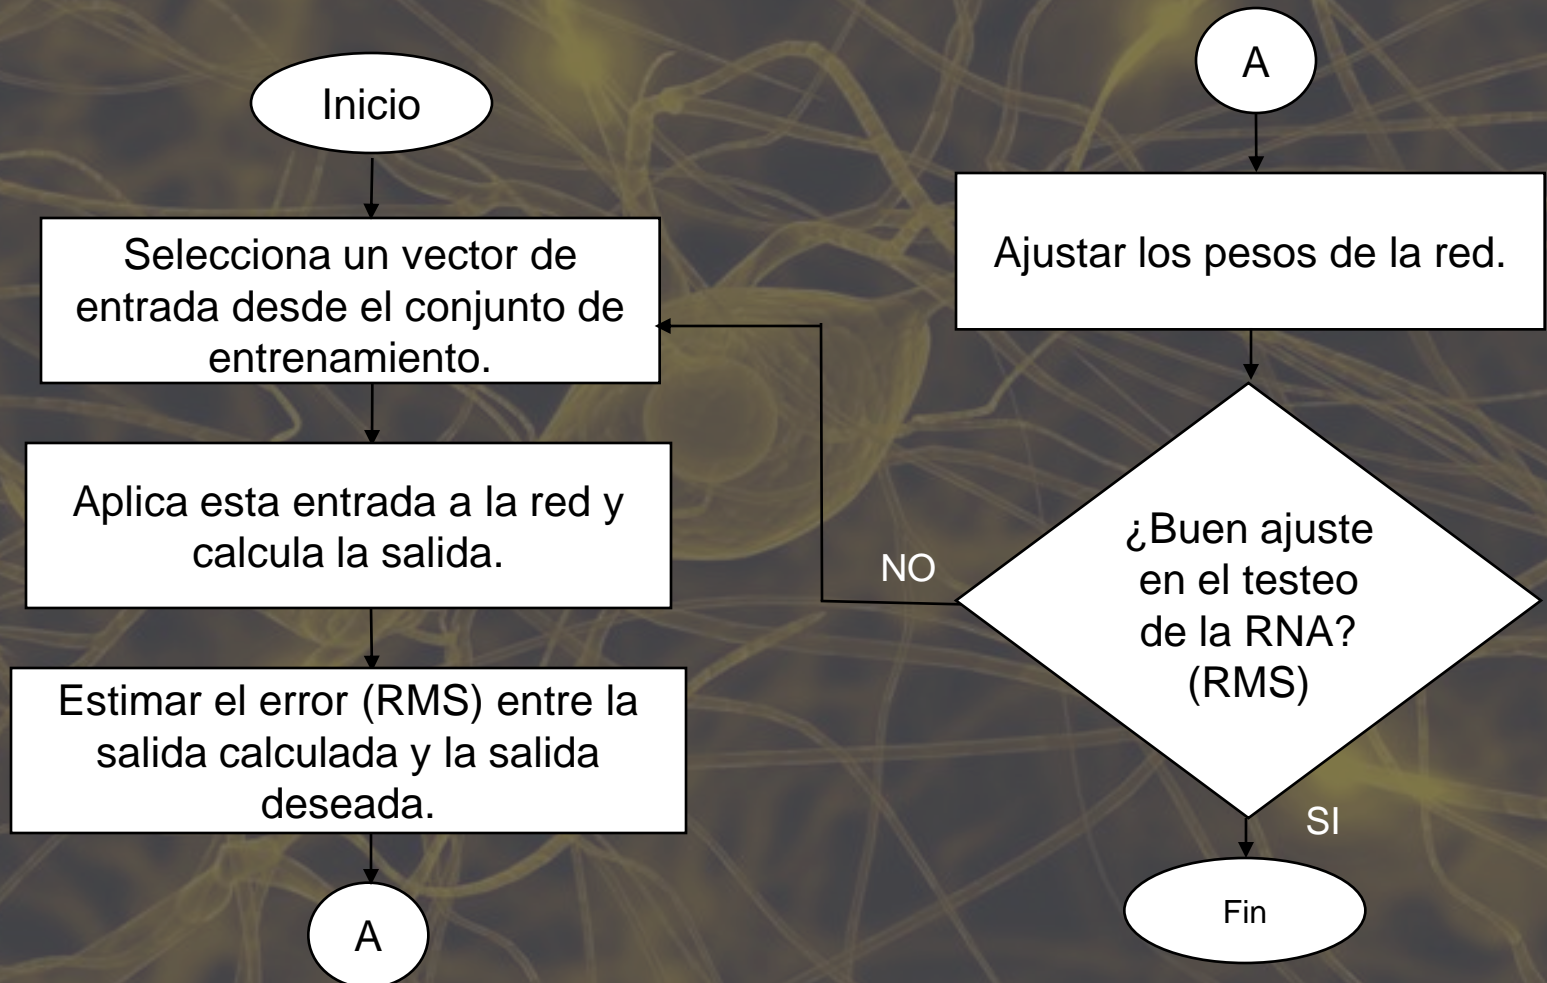 Inicio
Selecciona un vector de
entrada desde el conjunto de
entrenamiento.
Aplica esta entrada a la red y
calcula la salida.
Estimar el error (RMS) entre la
salida calculada y la salida
deseada.
A
A
Ajustar los pesos de la red.
¿Buen ajuste
en el testeo
de la RNA?
(RMS)
NO
SI
Fin